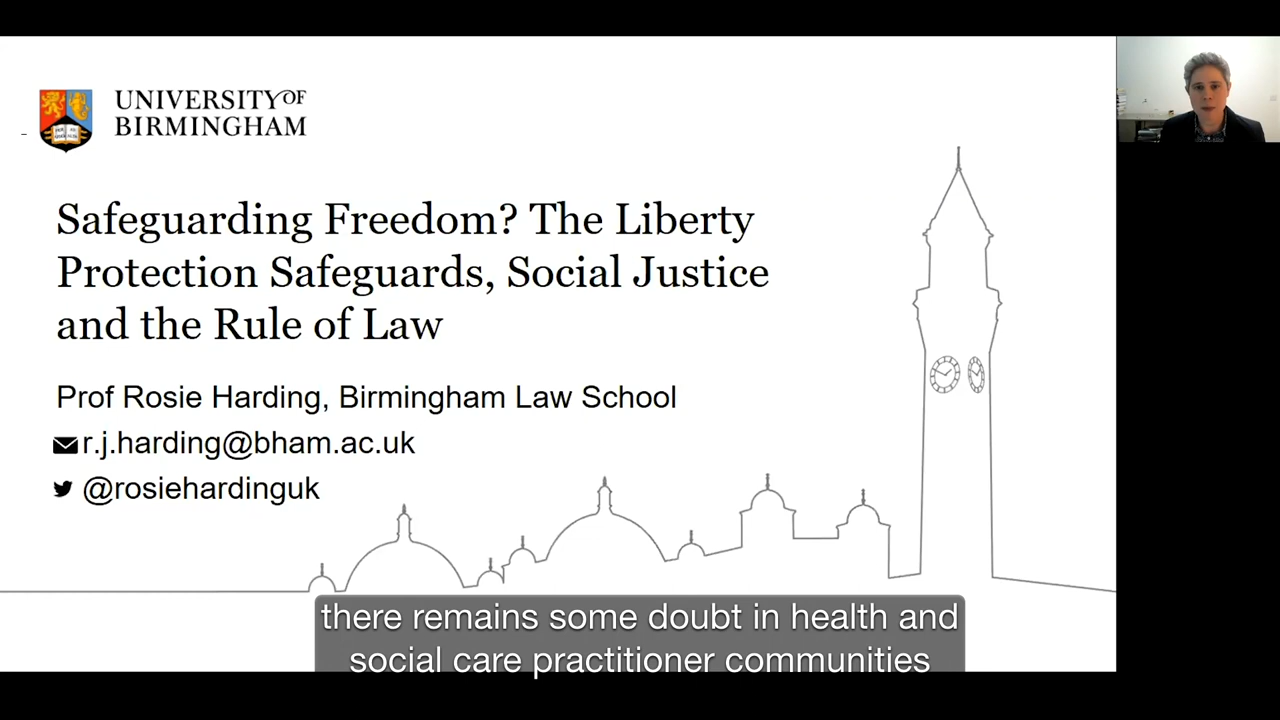 UNIVERSITY OF
BIRMINGHAM
Safeguarding Freedom? The Liberty
Protection Safeguards, Social Justice
and the Rule of Law
Prof Rosie Harding, Birmingham Law School
r.j.harding@bham.ac.uk
@rosiehardinguk
there remains some doubt in health and
social care practitioner communities